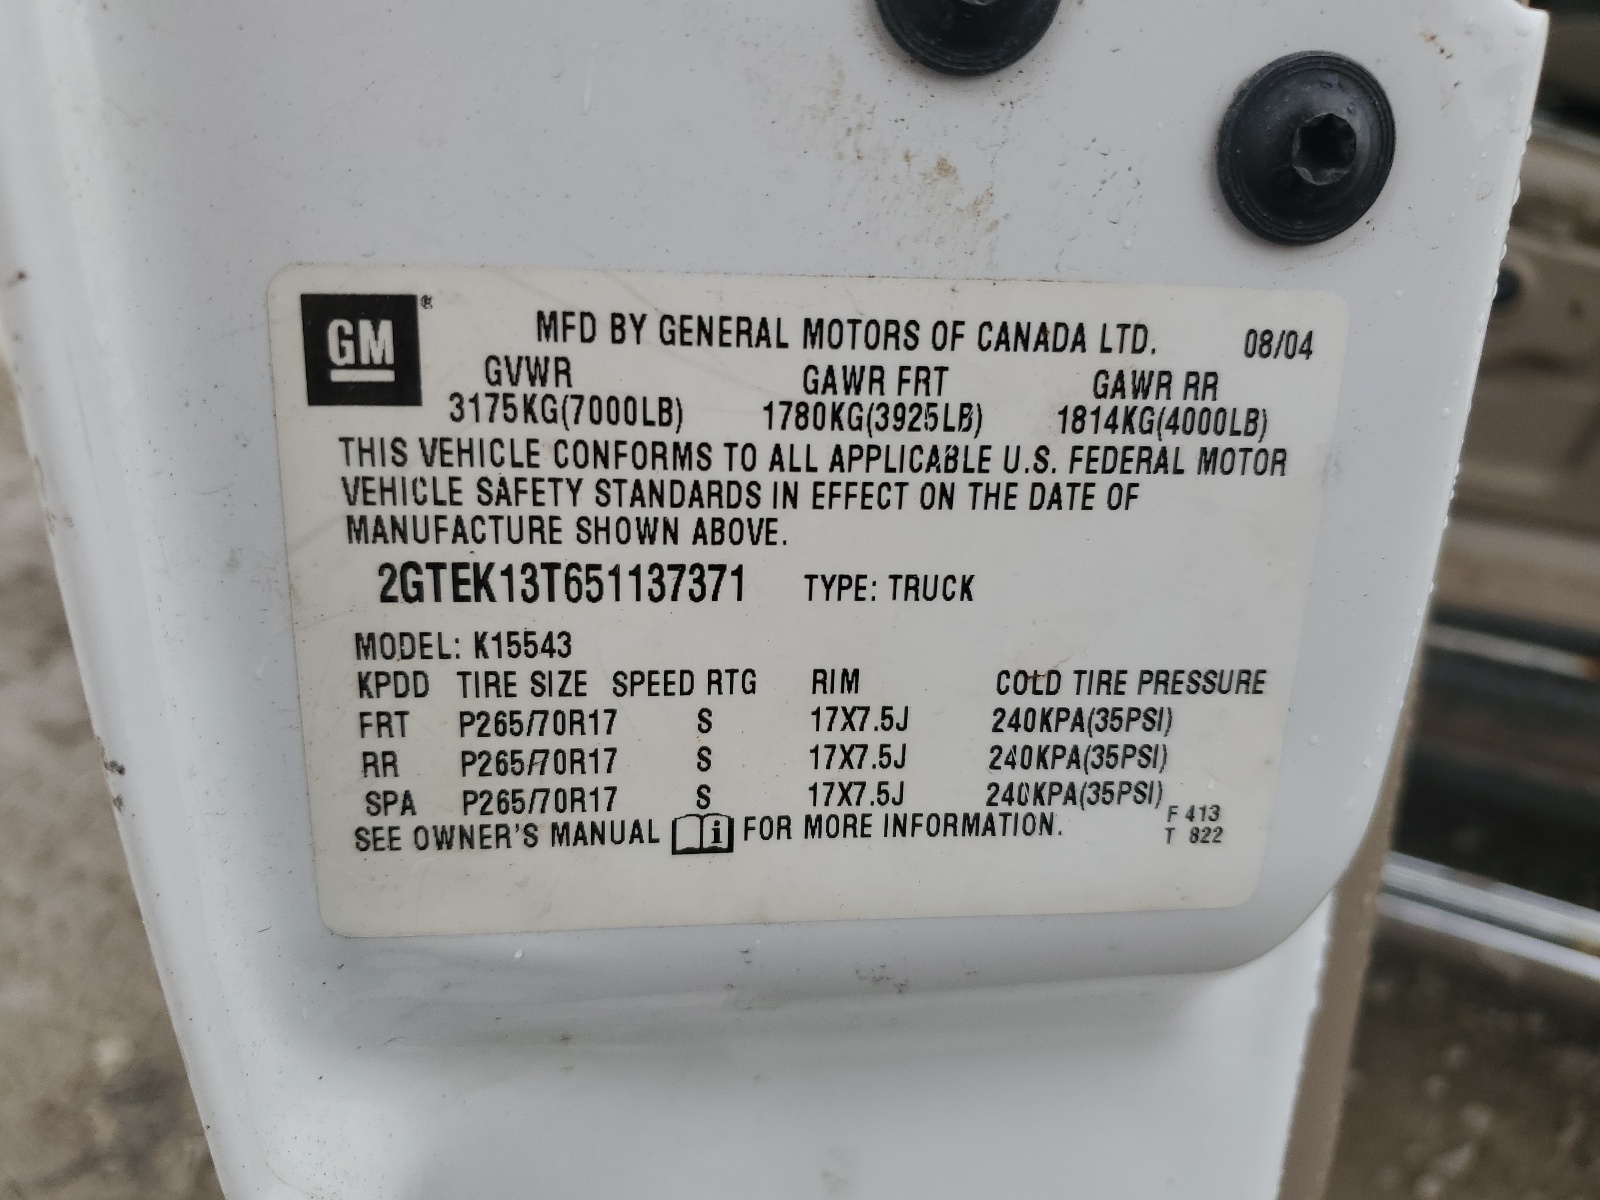 GM®
MFD BY GENERAL MOTORS OF CANADA LTD. 08/04
GVWR GAWR FRT GAWR RR
3175KG(7000LB) 1780KG(3925LB) 1814KG(4000LB)
THIS VEHICLE CONFORMS TO ALL APPLICABLE U.S. FEDERAL MOTOR
VEHICLE SAFETY STANDARDS IN EFFECT ON THE DATE OF
MANUFACTURE SHOWN ABOVE.
2GTEK13T651137371 TYPE: TRUCK
MODEL: K15543
KPDD TIRE SIZE SPEED RTG RIM COLD TIRE PRESSURE
FRT P265/70R17 S 17X7.5J 240KPA(35PSI)
RR P265/70R17 S 17X7.5J 240KPA(35PSI)
SPA P265/70R17 S 17X7.5J 240KPA(35PSI)
SEE OWNER'S MANUAL i FOR MORE INFORMATION.
F 413
T 822